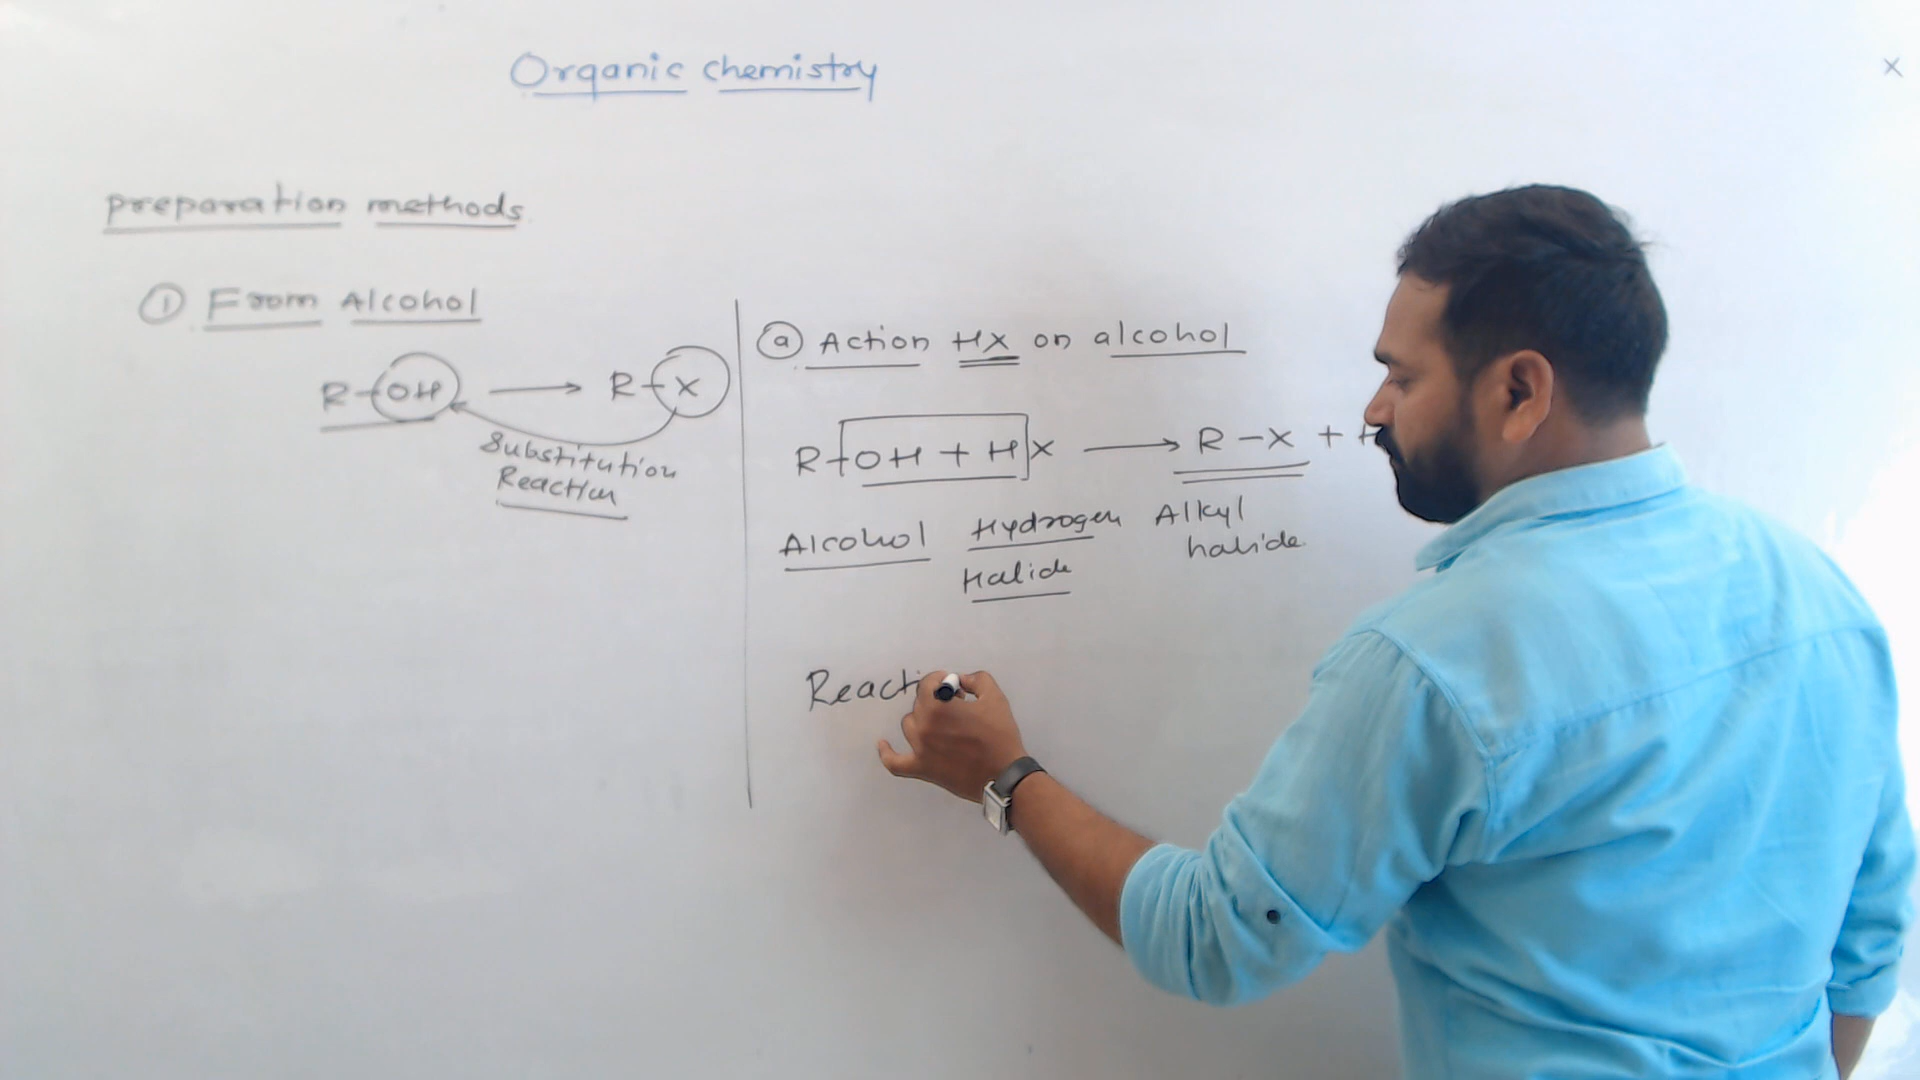 Organic chemistry
x
preparation methods
① From Alcohol
R-OH → R-X
Substitution
Reaction
ⓐ Action HX on alcohol
R-OH + HX → R-X +
Alcohol Hydrogen Halide Alkyl halide
Reacti